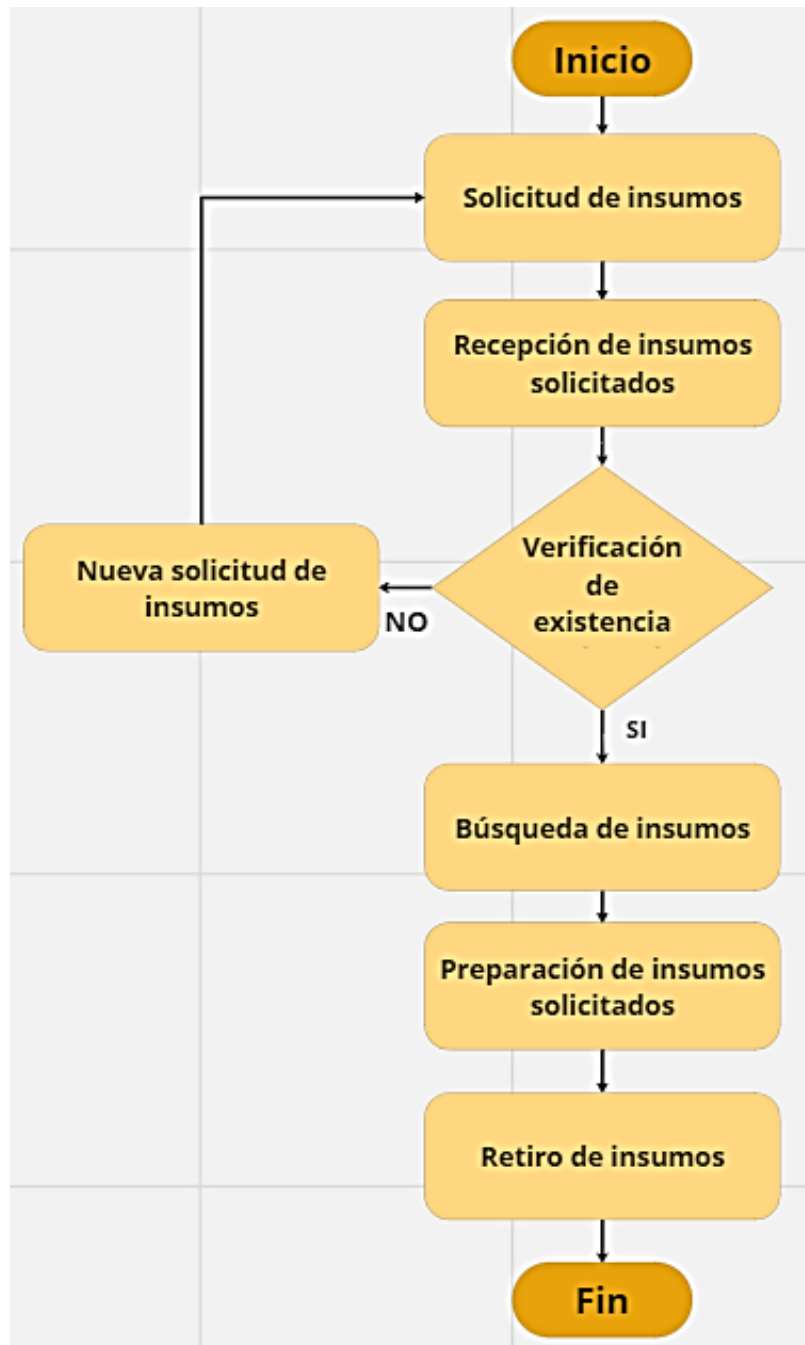 Inicio
Solicitud de insumos
Recepción de insumos
solicitados
Verificación
de
existencia
NO
Nueva solicitud de
insumos
SI
Búsqueda de insumos
Preparación de insumos
solicitados
Retiro de insumos
Fin